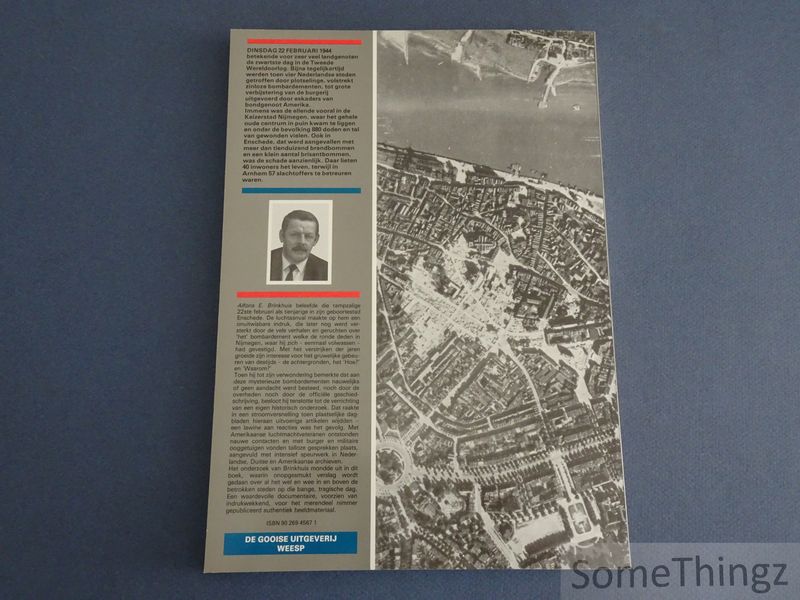 DINSDAG 22 FEBRUARI 1944
betekende voor zeer veel landgenoten
de zwartste dag in de Tweede
Wereldoorlog. Bijna tegelijkertijd
werden toen vier Nederlandse steden
getroffen door plotselinge, volstrekt
zinloze bombardementen, tot grote
verbijstering van de burgerij
uitgevoerd door eskaders van
bondgenoot Amerika.
Immens was de ellende vooral in de
Keizerstad Nijmegen, waar het gehele
oude centrum in puin kwam te liggen
en onder de bevolking 880 doden en tal
van gewonden vielen. Ook in
Enschede, dat werd aangevallen met
meer dan tienduizend brandbommen
en een klein aantal brisantbommen,
was de schade aanzienlijk. Daar lieten
40 inwoners het leven, terwijl in
Arnhem 57 slachtoffers te betreuren
waren.
Alfons E. Brinkhuis beleefde die rampzalige
22ste februari als tienjarige in zijn geboortestad
Enschede. De luchtaanval maakte op hem een
onuitwisbare indruk, die later nog werd ver-
sterkt door de vele verhalen en geruchten over
'het' bombardement welke de ronde deden in
Nijmegen, waar hij zich - eenmaal volwassen -
had gevestigd. Met het verstrijken der jaren
groeide zijn interesse voor het gruwelijke gebeu-
ren van destijds - de achtergronden, het 'Hoe?'
en 'Waarom?'
Toen hij tot zijn verwondering bemerkte dat aan
deze mysterieuze bombardementen nauwelijks
of geen aandacht werd besteed, noch door de
overheden noch door de officiële geschied-
schrijving, besloot hij tenslotte tot de verrichting
van een eigen historisch onderzoek. Dat raakte
in een stroomversnelling toen plaatselijke dag-
bladen hieraan uitvoerige artikelen wijdden -
een lawine aan reacties was het gevolg. Met
Amerikaanse luchtmachtveteranen ontstonden
nauwe contacten en met burger en militaire
ooggetuigen vonden talloze gesprekken plaats,
aangevuld met intensief speurwerk in Neder-
landse, Duitse en Amerikaanse archieven.
Het onderzoek van Brinkhuis mondde uit in dit
boek, waarin onopgesmukt verslag wordt
gedaan over al het wel en wee in en boven de
betrokken steden op die bange, tragische dag.
Een waardevolle documentaire, voorzien van
indrukwekkend, voor het merendeel nimmer
gepubliceerd authentiek beeldmateriaal.
ISBN 90 269 4567 1
DE GOOISE UITGEVERIJ
WEESP
SomeThingz